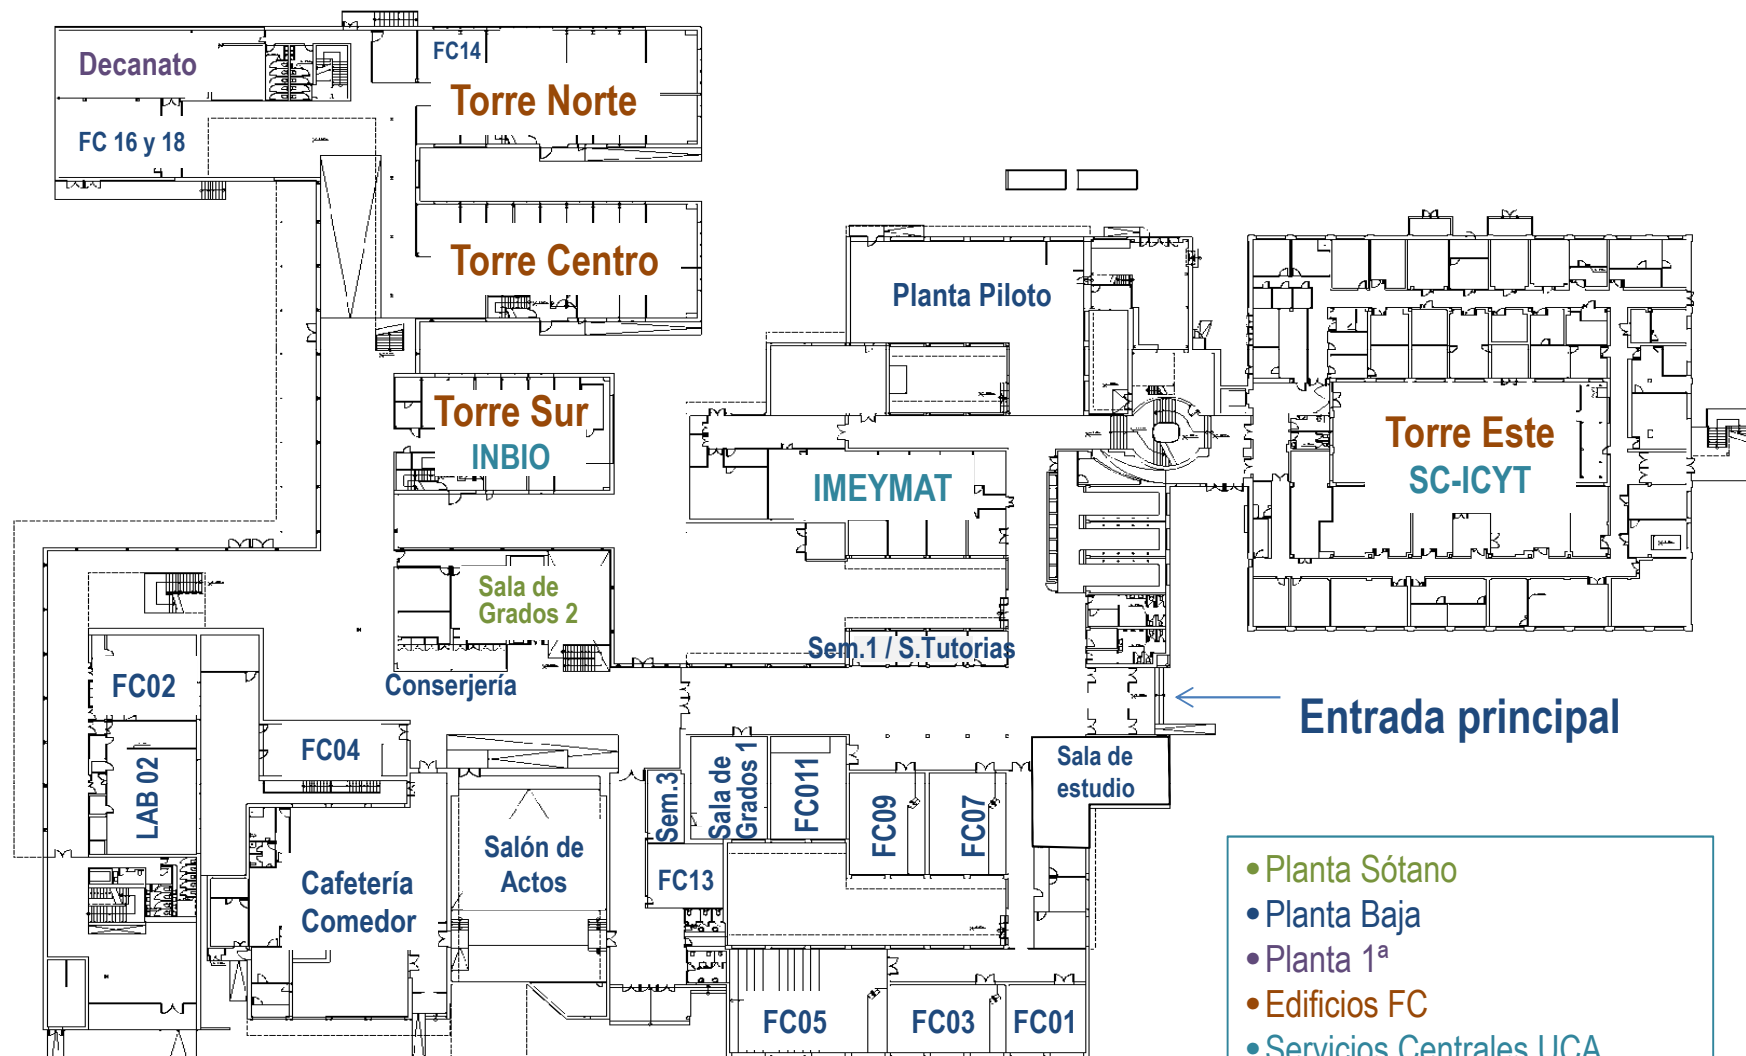 Decanato
FC14
Torre Norte
FC 16 y 18
Torre Centro
Planta Piloto
Torre Sur
INBIO
Torre Este
SC-ICYT
IMEYMAT
Sala de
Grados 2
Sem.1 / S.Tutorias
Conserjería
FC02
Entrada principal
FC04
LAB 02
Sem.3
Sala de
Grados 1
FC011
FC09
FC07
Sala de
estudio
Salón de
Actos
FC13
Cafetería
Comedor
FC05
FC03
FC01
•Planta Sótano
•Planta Baja
•Planta 1ª
•Edificios FC
•Servicios Centrales UCA